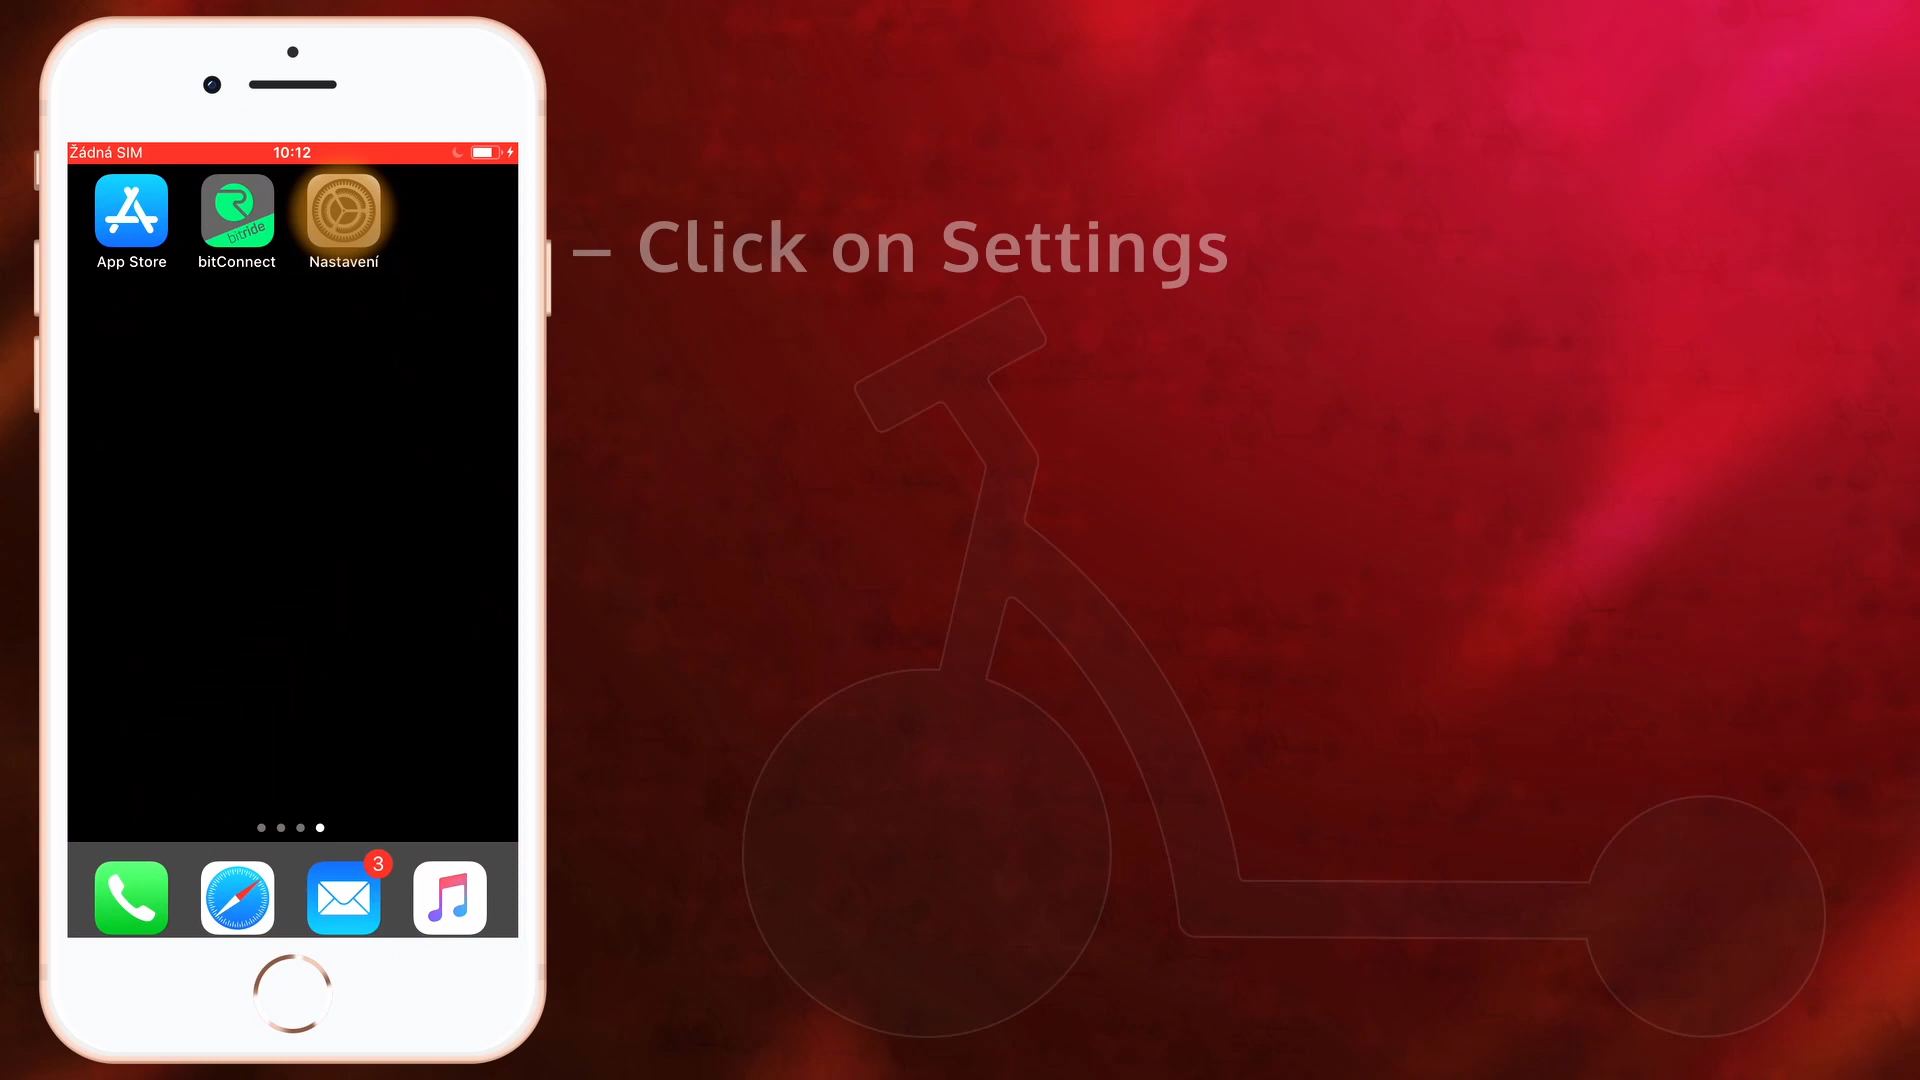 Žádná SIM 10:12
bitride
App Store bitConnect Nastavení
– Click on Settings
3